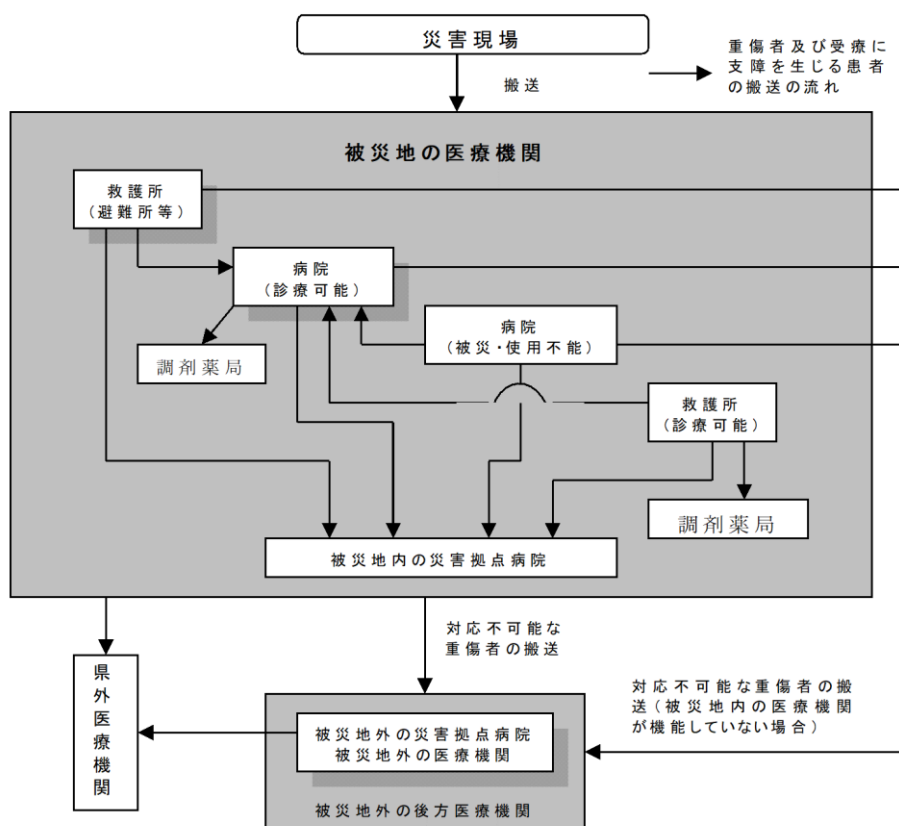 災害現場
搬送
重傷者及び受療に
支障を生じる患者
の搬送の流れ
被災地の医療機関
救護所
（避難所等）
病院
（診療可能）
病院
（被災・使用不能）
調剤薬局
救護所
（診療可能）
調剤薬局
被災地内の災害拠点病院
対応不可能な
重傷者の搬送
県外医療機関
対応不可能な重傷者の搬
送（被災地内の医療機関
が機能していない場合）
被災地外の災害拠点病院
被災地外の医療機関
被災地外の後方医療機関